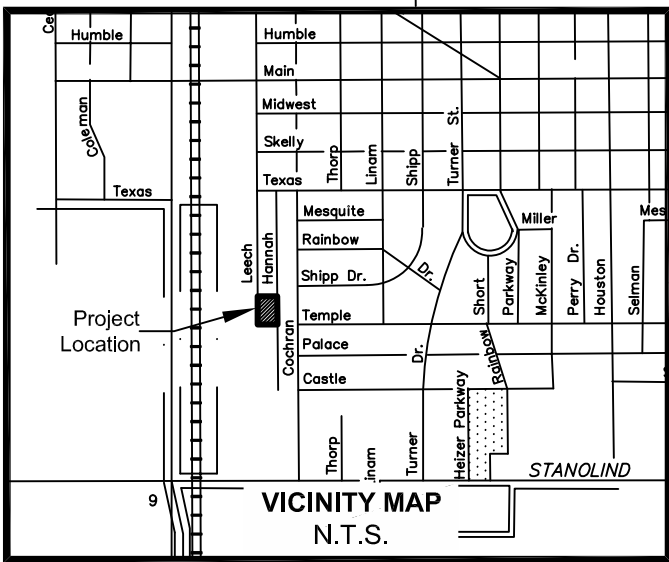 Humble
Humble
Main
Midwest
Skelly
Texas
Coleman
Texas
Thorp
Linam
Shipp
Turner St.
Mesquite
Rainbow
Dr.
Shipp Dr.
Miller
Mes
Leech
Hannah
Project
Location
Cochran
Temple
Palace
Castle
Dr.
Short
Parkway
McKinley
Perry Dr.
Houston
Selman
Rainbow
Heizer Parkway
Thorp
inam
Turner
STANOLIND
9
VICINITY MAP
N.T.S.